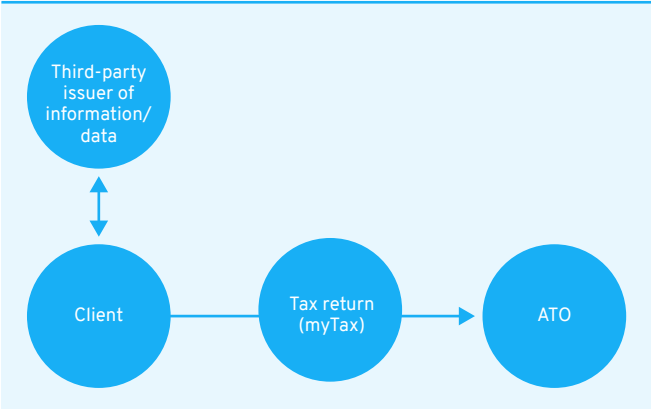 Third-party
issuer of
information/
data
Client
Tax return
(myTax)
ATO